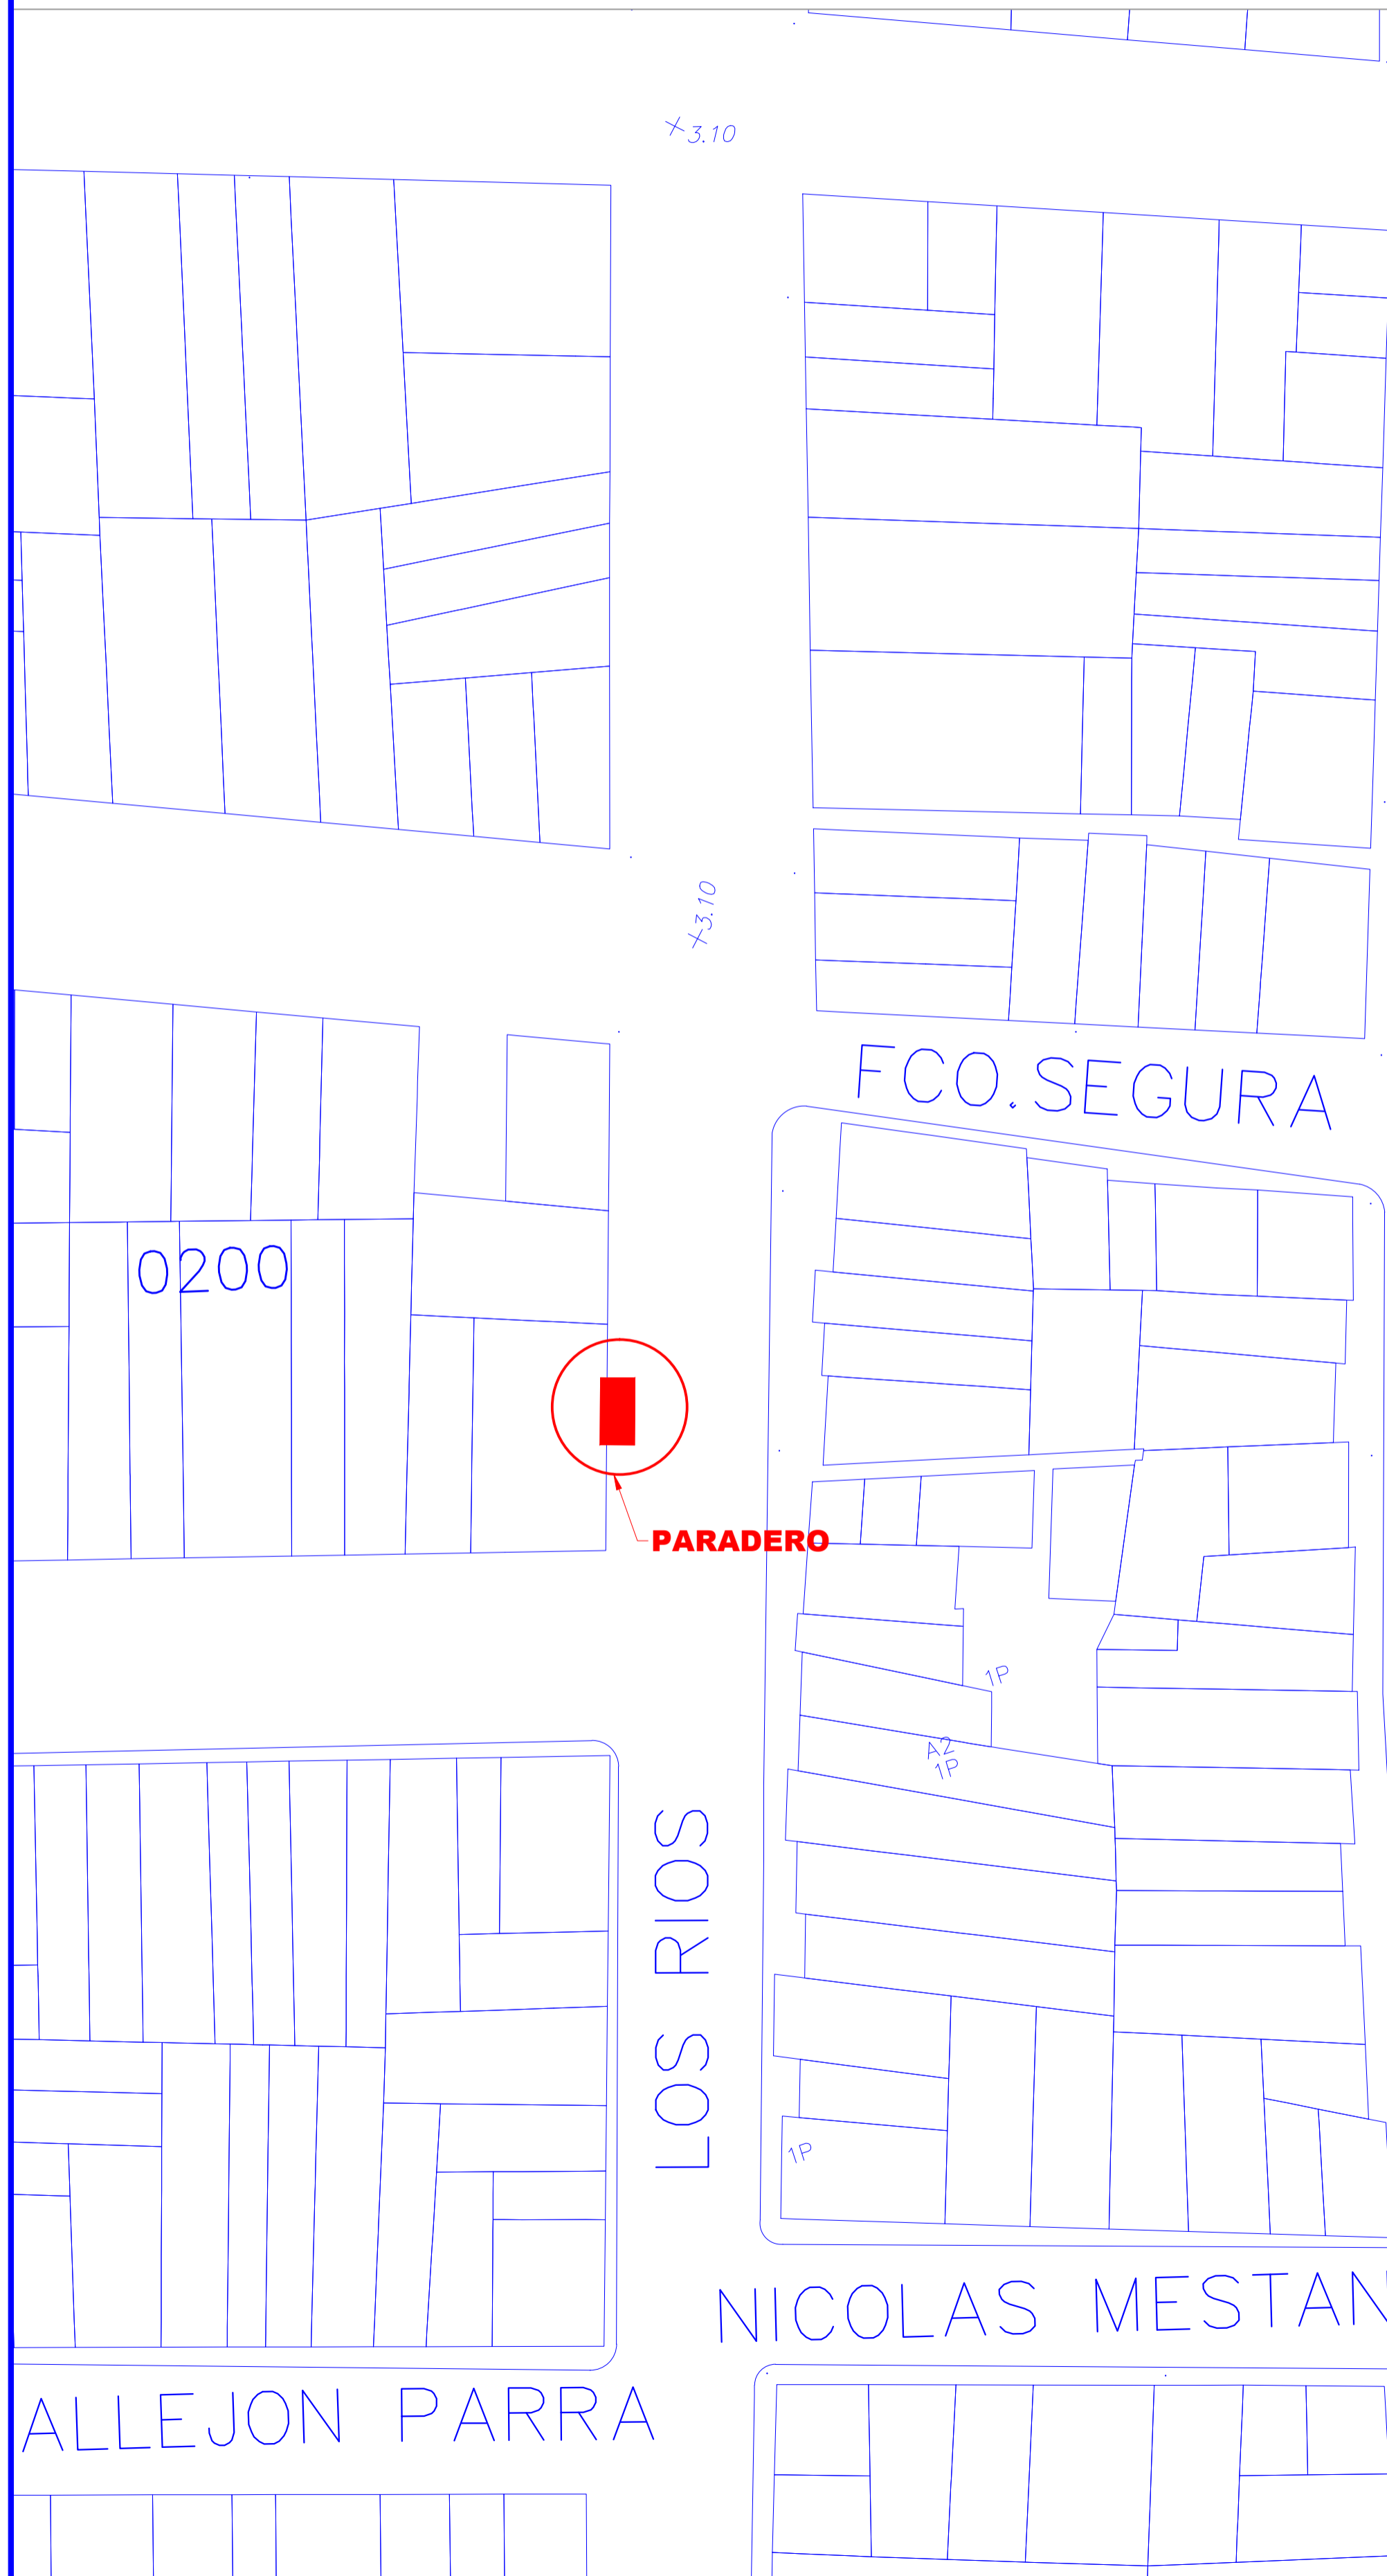 3.10
3.10
FCO.SEGURA
0200
PARADERO
1P
A2
1P
LOS RIOS
1P
NICOLAS MESTAN
ALLEJON PARRA